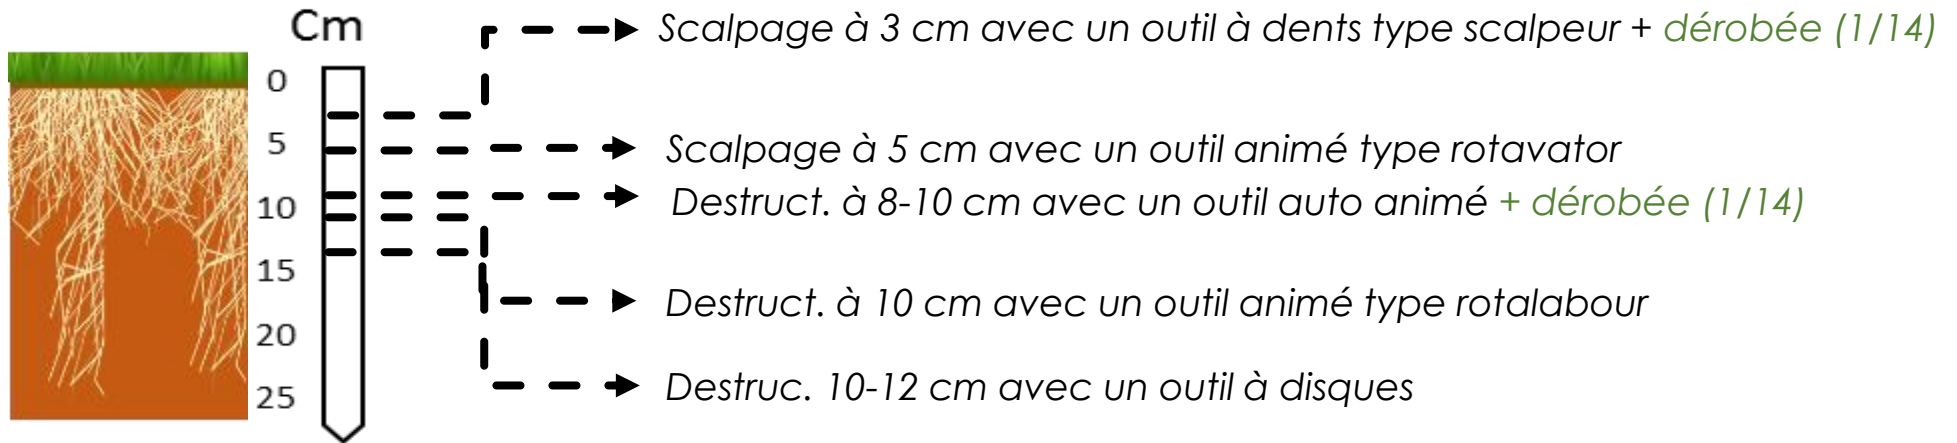 Cm
0
5
10
15
20
25
Scalpage à 3 cm avec un outil à dents type scalpeur + dérobée (1/14)
Scalpage à 5 cm avec un outil animé type rotavator
Destruct. à 8-10 cm avec un outil auto animé + dérobée (1/14)
Destruct. à 10 cm avec un outil animé type rotalabour
Destruc. 10-12 cm avec un outil à disques